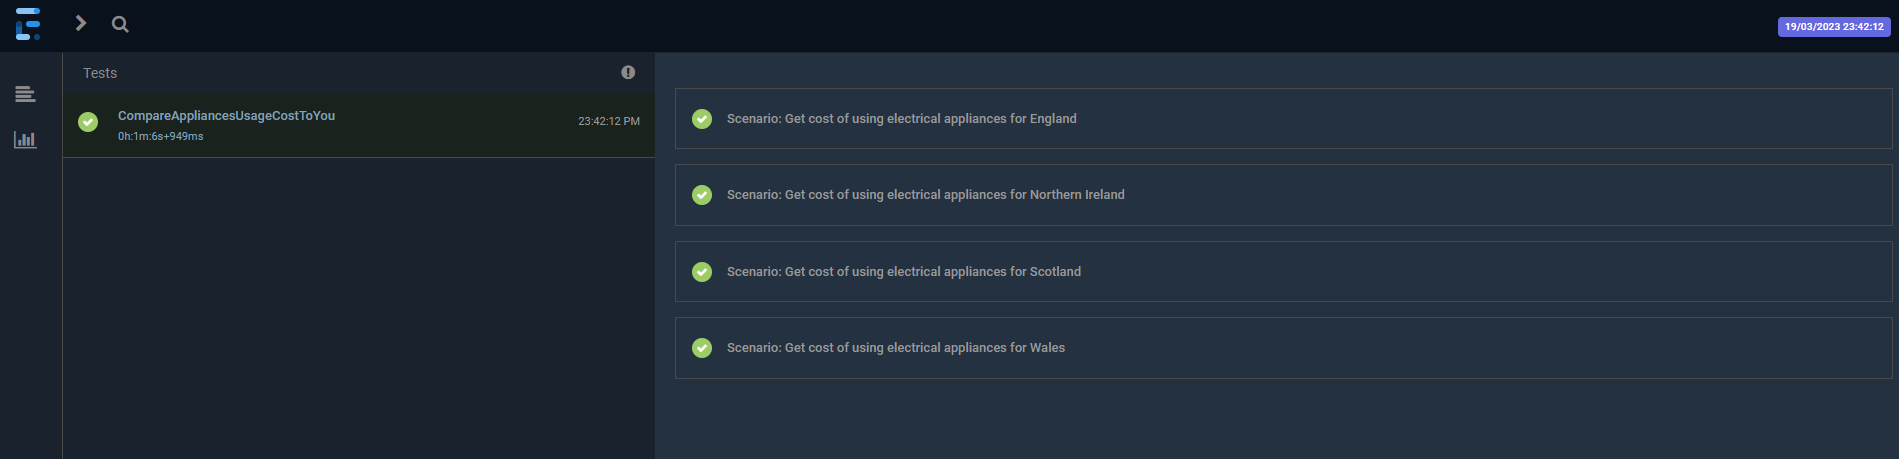 19/03/2023 23:42:12
Tests
CompareAppliancesUsageCostToYou
0h:1m:6s+949ms
23:42:12 PM
Scenario: Get cost of using electrical appliances for England
Scenario: Get cost of using electrical appliances for Northern Ireland
Scenario: Get cost of using electrical appliances for Scotland
Scenario: Get cost of using electrical appliances for Wales